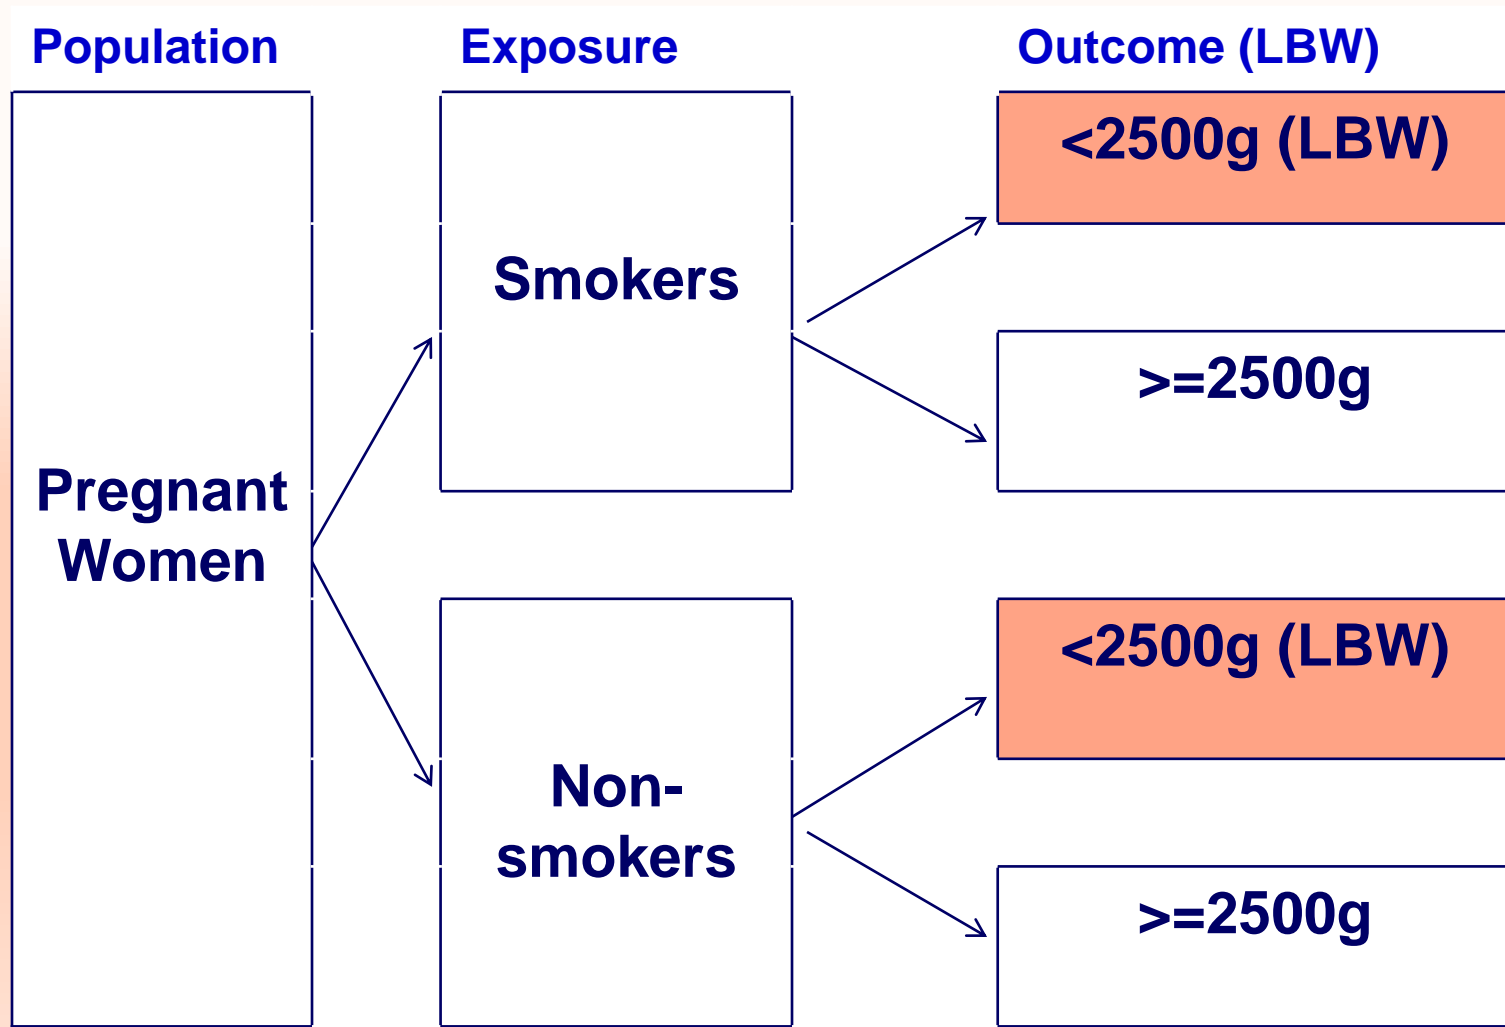 Population
Exposure
Outcome (LBW)
Pregnant
Women
Smokers
<2500g (LBW)
>=2500g
Non-
smokers
<2500g (LBW)
>=2500g